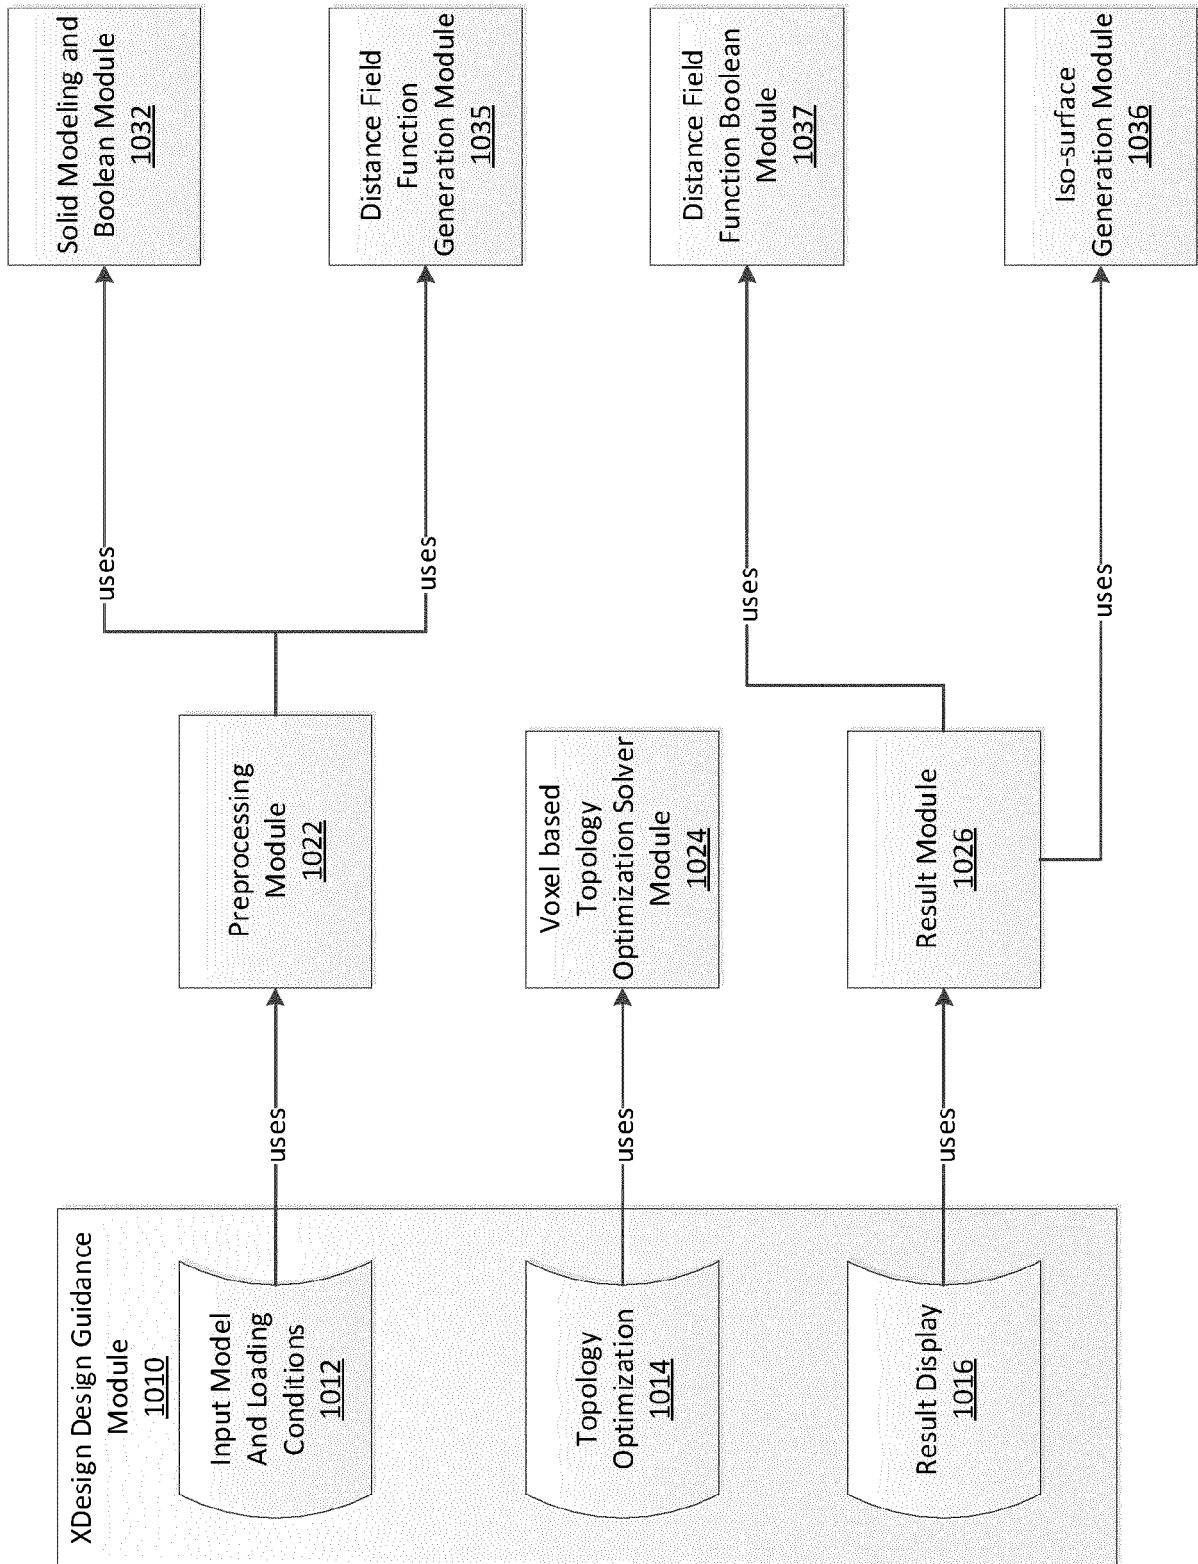 XDesign Design Guidance
Module
1010
Input Model
And Loading
Conditions
1012
Topology
Optimization
1014
Result Display
1016
uses
uses
uses
Preprocessing
Module
1022
Voxel based
Topology
Optimization Solver
Module
1024
Result Module
1026
uses
uses
uses
uses
Solid Modeling and
Boolean Module
1032
Distance Field
Function
Generation Module
1035
Distance Field
Function Boolean
Module
1037
Iso-surface
Generation Module
1036